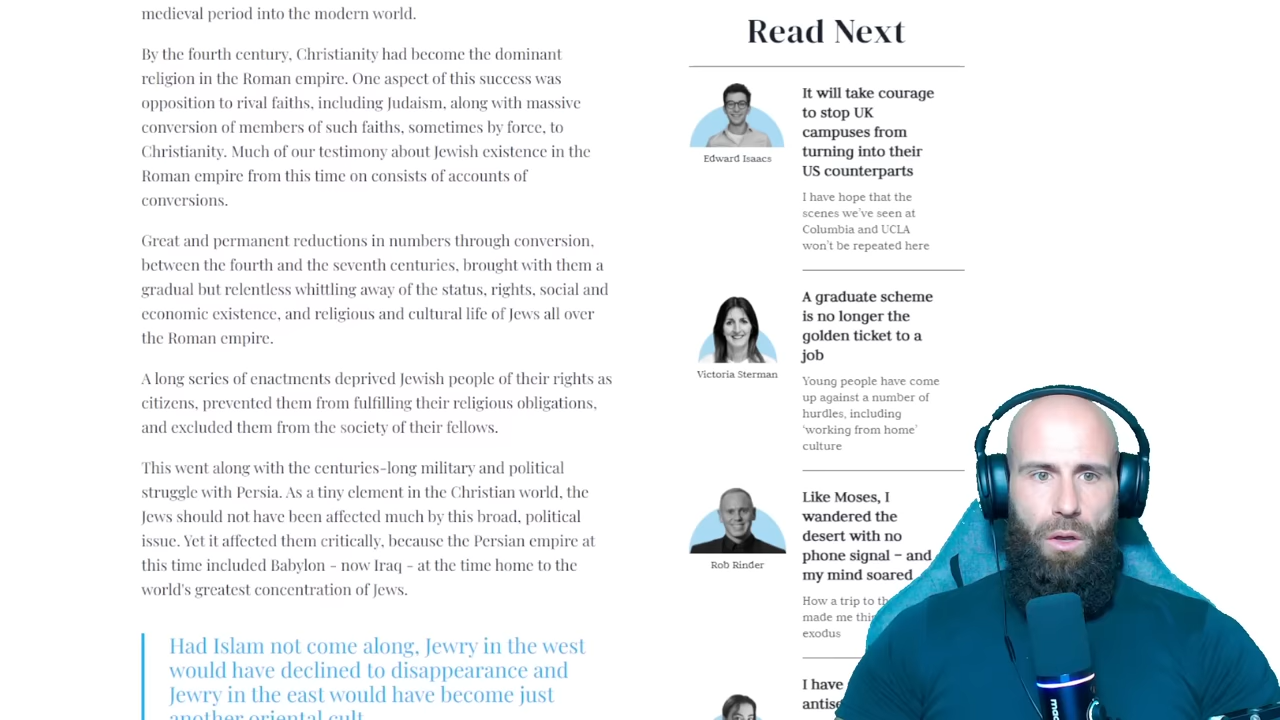 medieval period into the modern world.
By the fourth century, Christianity had become the dominant
religion in the Roman empire. One aspect of this success was
opposition to rival faiths, including Judaism, along with massive
conversion of members of such faiths, sometimes by force, to
Christianity. Much of our testimony about Jewish existence in the
Roman empire from this time on consists of accounts of
conversions.
Great and permanent reductions in numbers through conversion,
between the fourth and the seventh centuries, brought with them a
gradual but relentless whittling away of the status, rights, social and
economic existence, and religious and cultural life of Jews all over
the Roman empire.
A long series of enactments deprived Jewish people of their rights as
citizens, prevented them from fulfilling their religious obligations,
and excluded them from the society of their fellows.
This went along with the centuries-long military and political
struggle with Persia. As a tiny element in the Christian world, the
Jews should not have been affected much by this broad, political
issue. Yet it affected them critically, because the Persian empire at
this time included Babylon - now Iraq - at the time home to the
world's greatest concentration of Jews.
Had Islam not come along, Jewry in the west
would have declined to disappearance and
Jewry in the east would have become just
another oriental cult
Read Next
Edward Isaacs
It will take courage
to stop UK
campuses from
turning into their
US counterparts
I have hope that the
scenes we've seen at
Columbia and UCLA
won't be repeated here
Victoria Sterman
A graduate scheme
is no longer the
golden ticket to a
job
Young people have come
up against a number of
hurdles, including
'working from home'
culture
Rob Rinder
Like Moses, I
wandered the
desert with no
phone signal – and
my mind soared
How a trip to
made me
exodus
I have